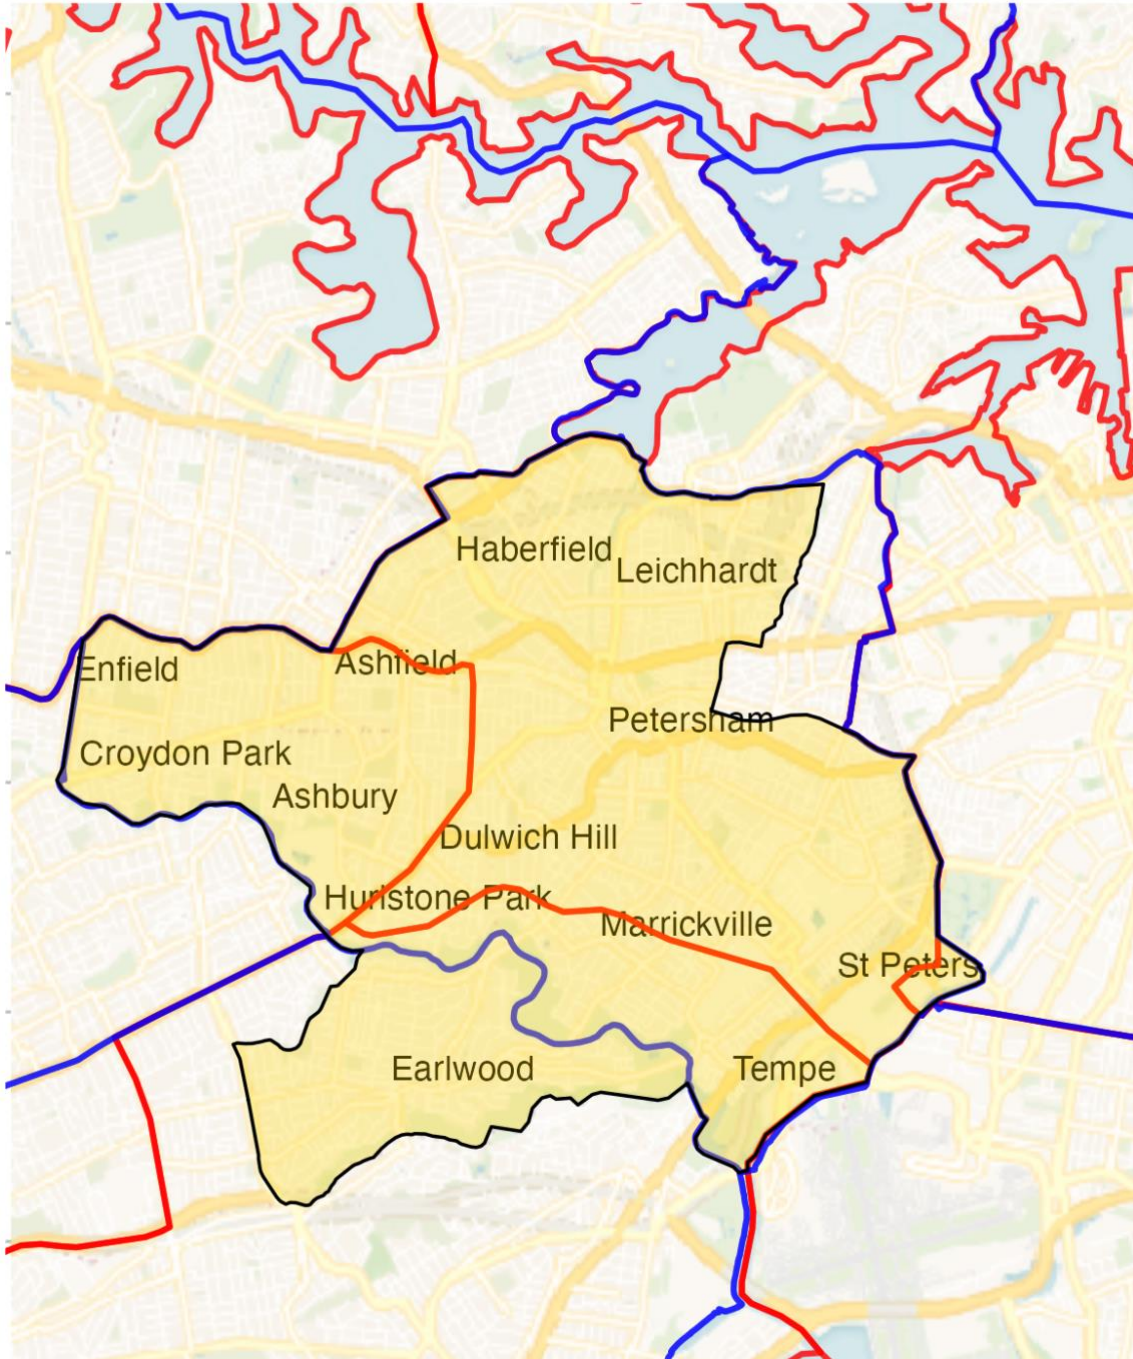 Haberfield
Leichhardt
Enfield
Ashfield
Petersham
Croydon Park
Ashbury
Dulwich Hill
Hurlstone Park
Marrickville
St Peters
Earlwood
Tempe